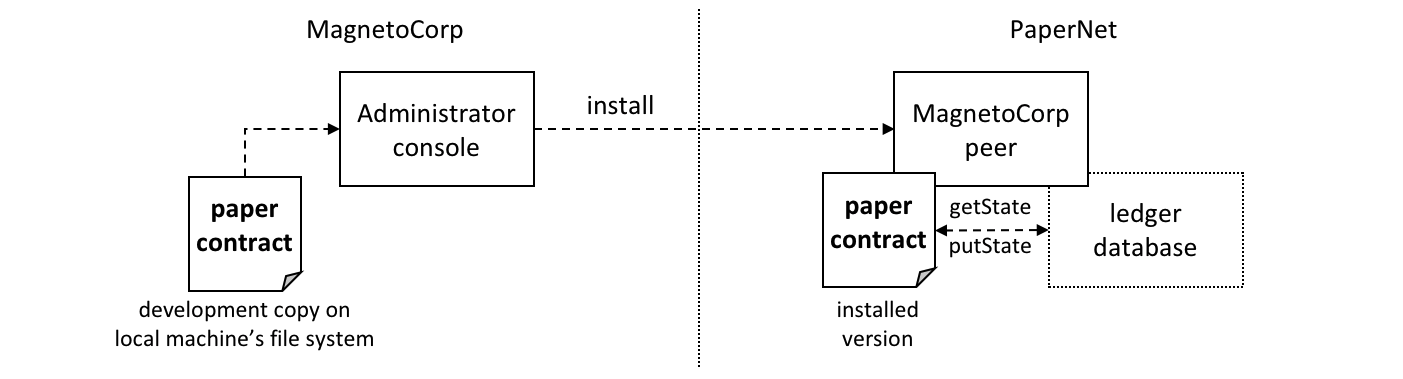 MagnetoCorp
PaperNet
Administrator
console
install
MagnetoCorp
peer
paper
contract
development copy on
local machine's file system
paper
contract
installed
version
getState
putState
ledger
database